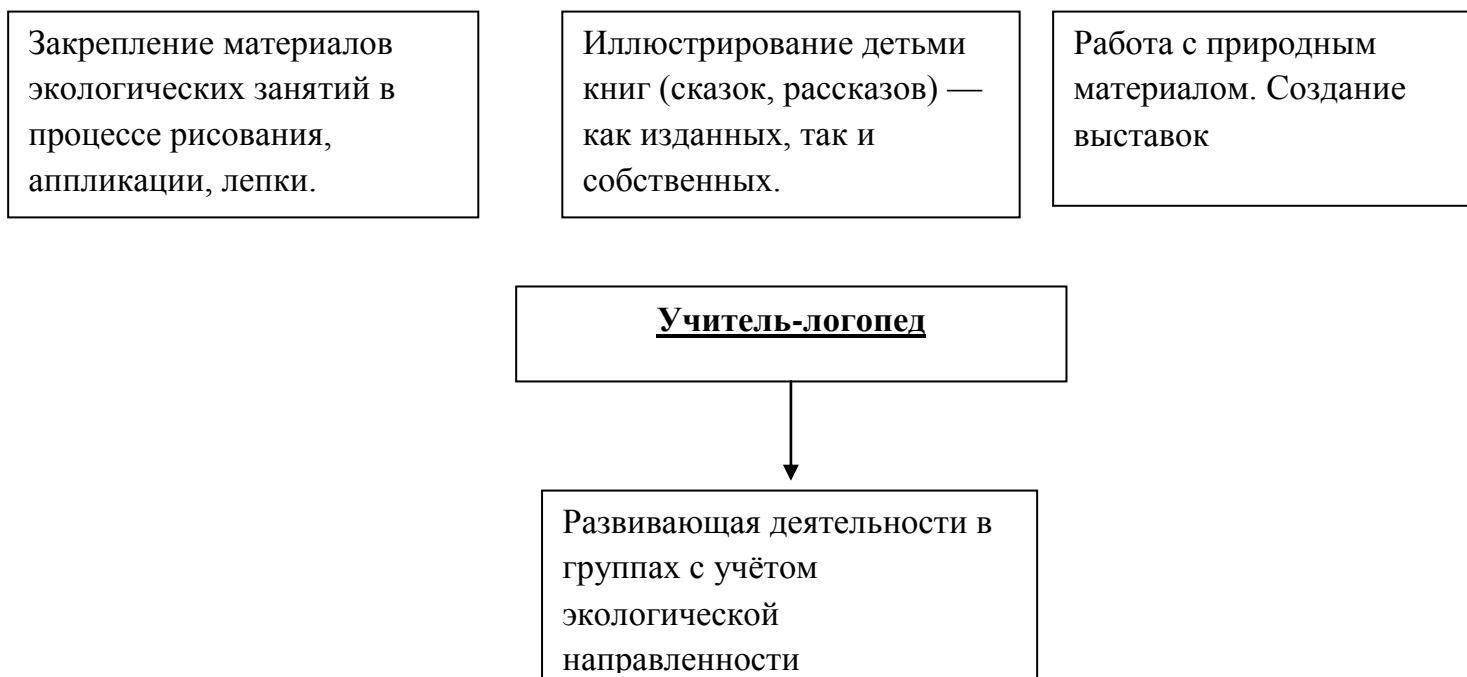 Закрепление материалов
экологических занятий в
процессе рисования,
аппликации, лепки.
Иллюстрирование детьми
книг (сказок, рассказов) —
как изданных, так и
собственных.
Работа с природным
материалом. Создание
выставок
Учитель-логопед
Развивающая деятельности в
группах с учётом
экологической
направленности